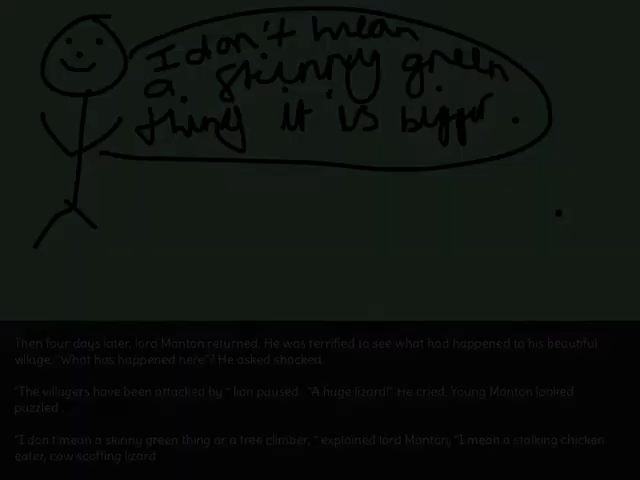 I don't mean
a skinny green
thing it is bigger.
Then four days later, lord Manton returned. He was terrified to see what had happened to his beautiful
village. "What has happened here"? He asked shocked.
"The villagers have been attacked by " Ilan paused. "A huge lizard!" He cried. Young Manton looked
puzzled.
"I don't mean a skinny green thing or a tree climber, " explained lord Manton, "I mean a stalking chicken
eater, cow scoffing lizard